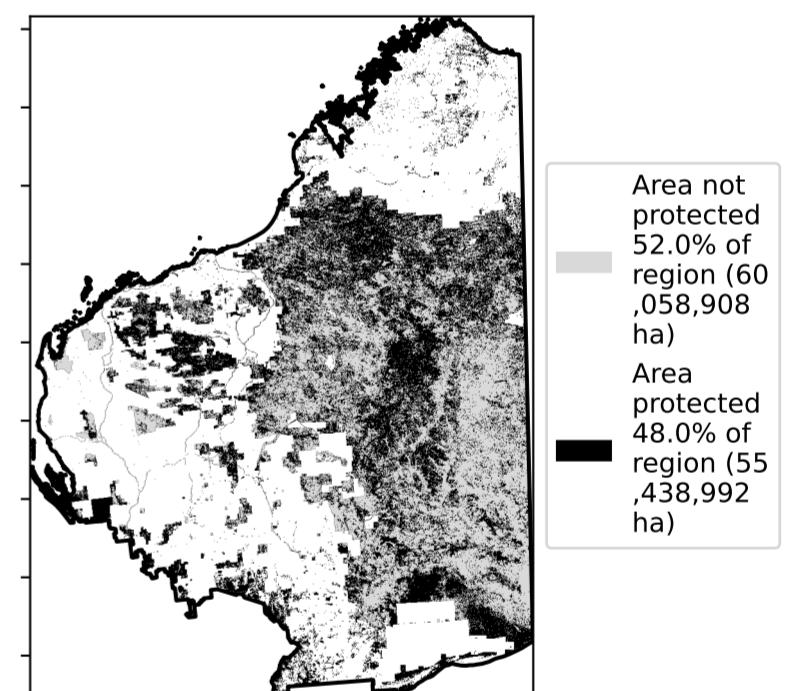 Area not
protected
52.0% of
region (60
,058,908
ha)
Area
protected
48.0% of
region (55
,438,992
ha)